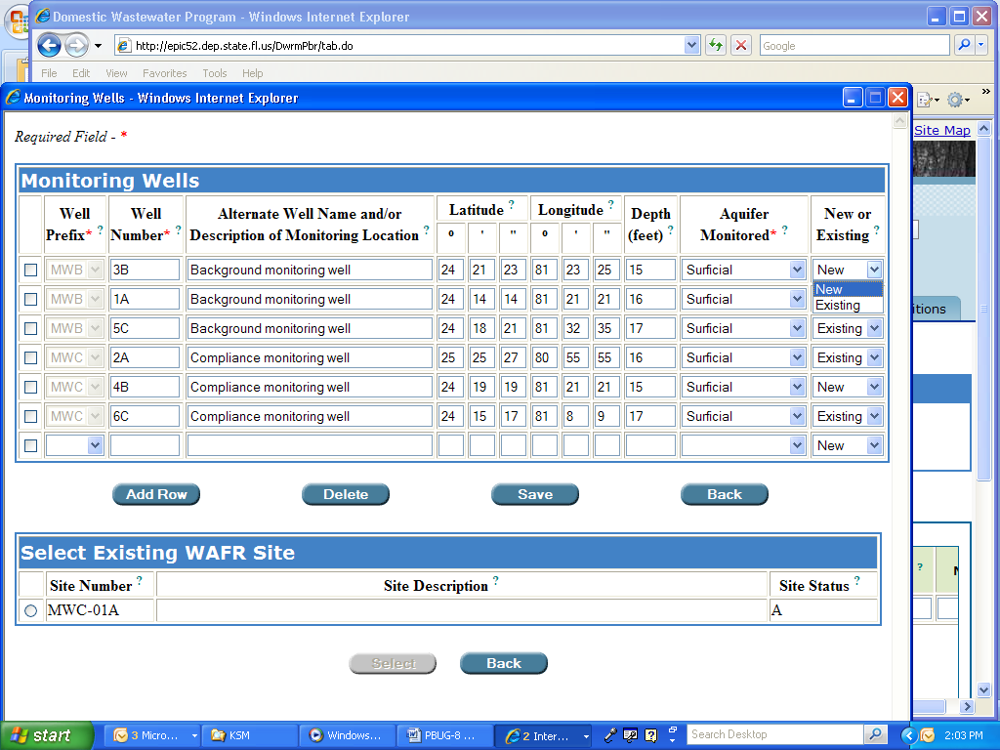 Domestic Wastewater Program - Windows Internet Explorer
http://epic52.dep.state.fl.us/DwrmPbr/tab.do
Google
File Edit View Favorites Tools Help
Monitoring Wells - Windows Internet Explorer
»
Site Map
Required Field - *
Monitoring Wells
Well Prefix* ? Well Number* ? Alternate Well Name and/or Description of Monitoring Location ? Latitude ? Longitude ? Depth (feet) ? Aquifer Monitored* ? New or Existing ?
º ' " º ' "
MWB 3B Background monitoring well 24 21 23 81 23 25 15 Surficial New
New
Existing
MWB 1A Background monitoring well 24 14 14 81 21 21 16 Surficial
itions
MWB 5C Background monitoring well 24 18 21 81 32 35 17 Surficial Existing
MWC 2A Compliance monitoring well 25 25 27 80 55 55 16 Surficial Existing
MWC 4B Compliance monitoring well 24 19 19 81 21 21 15 Surficial New
MWC 6C Compliance monitoring well 24 15 17 81 8 9 17 Surficial Existing
New
Add Row Delete Save Back
Select Existing WAFR Site
Site Number ? Site Description ? Site Status ?
?
MWC-01A A
Select Back
start 3 Micro... KSM Windows... PBUG-8 ... 2 Inter... Search Desktop 2:03 PM